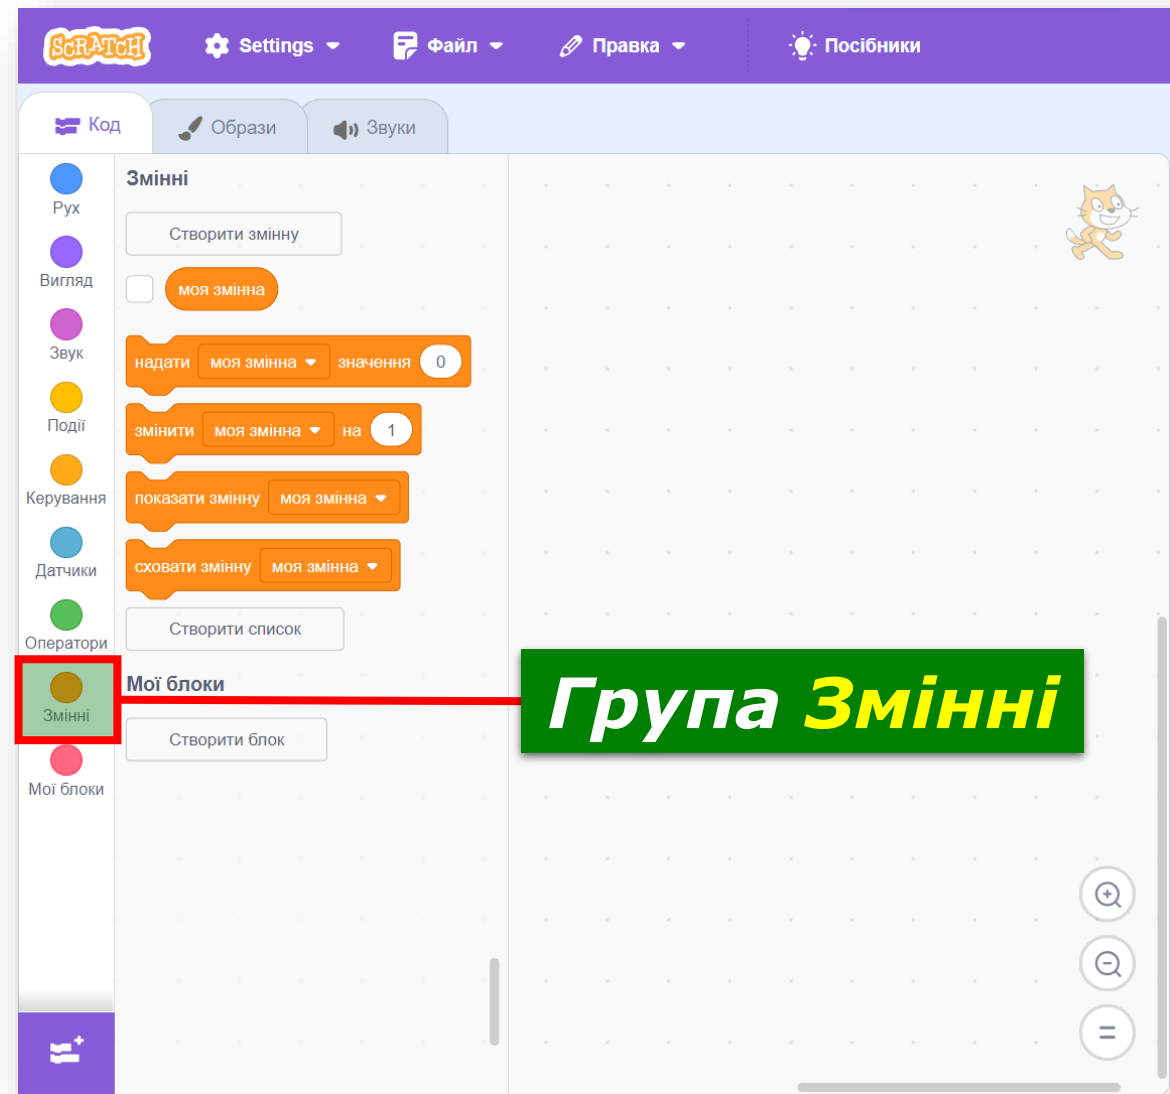 SCRATCH Settings Файл Правка Посібники
Код Образи Звуки
Рух
Вигляд
Звук
Події
Керування
Датчики
Оператори
Змінні
Мої блоки
Змінні
Створити змінну
моя змінна
надати моя змінна значення 0
змінити моя змінна на 1
показати змінну моя змінна
сховати змінну моя змінна
Створити список
Мої блоки
Створити блок
Група Змінні